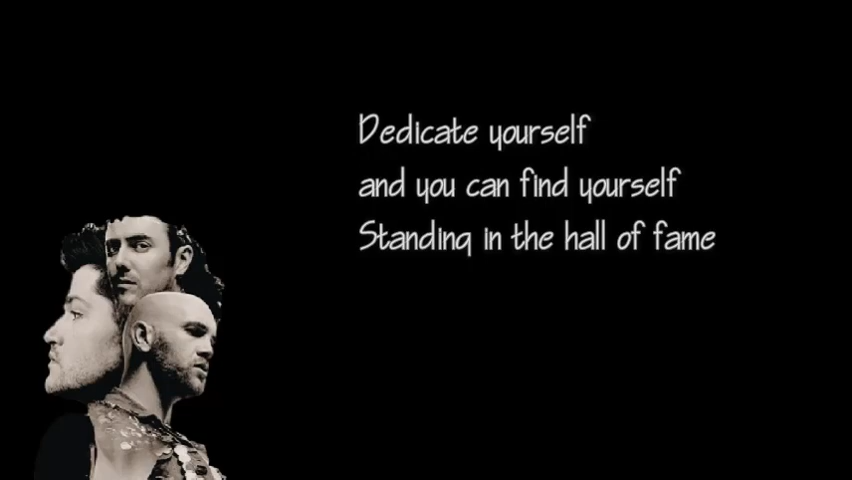 Dedicate yourself
and you can find yourself
Standing in the hall of fame